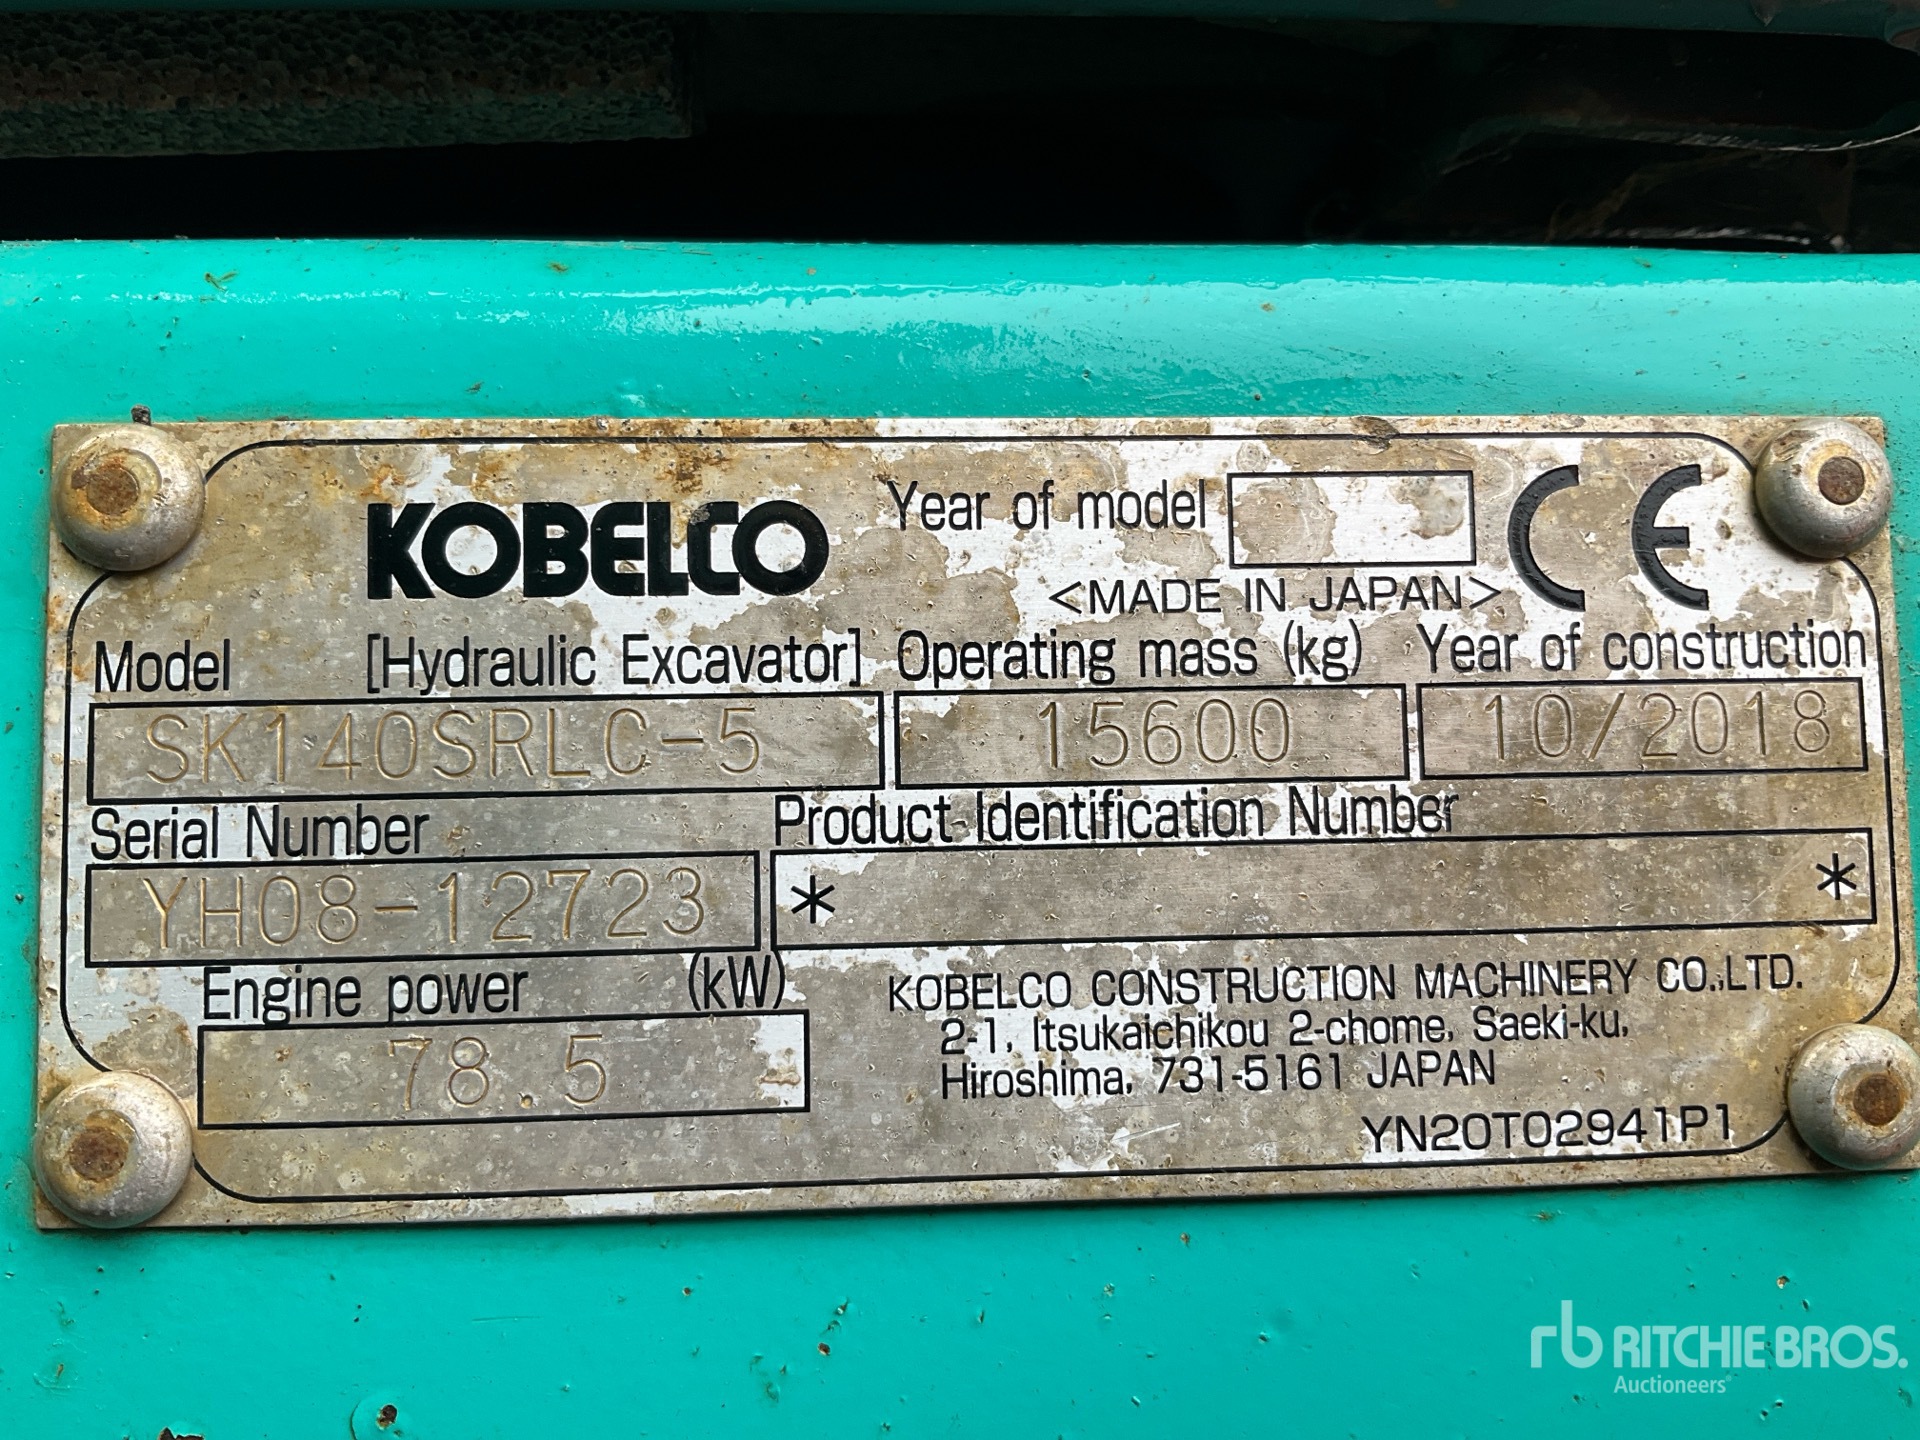 KOBELCO
Year of model
<MADE IN JAPAN>
CE
Model [Hydraulic Excavator] Operating mass (kg) Year of construction
SK140SRLC-5 15600 10/2018
Serial Number Product Identification Number
YH08-12723 * *
Engine power (kW)
78.5
KOBELCO CONSTRUCTION MACHINERY CO.,LTD.
2-1, Itsukaichikou 2-chome, Saeki-ku,
Hiroshima, 731-5161 JAPAN
YN20T02941P1
rb RITCHIE BROS.
Auctioneers